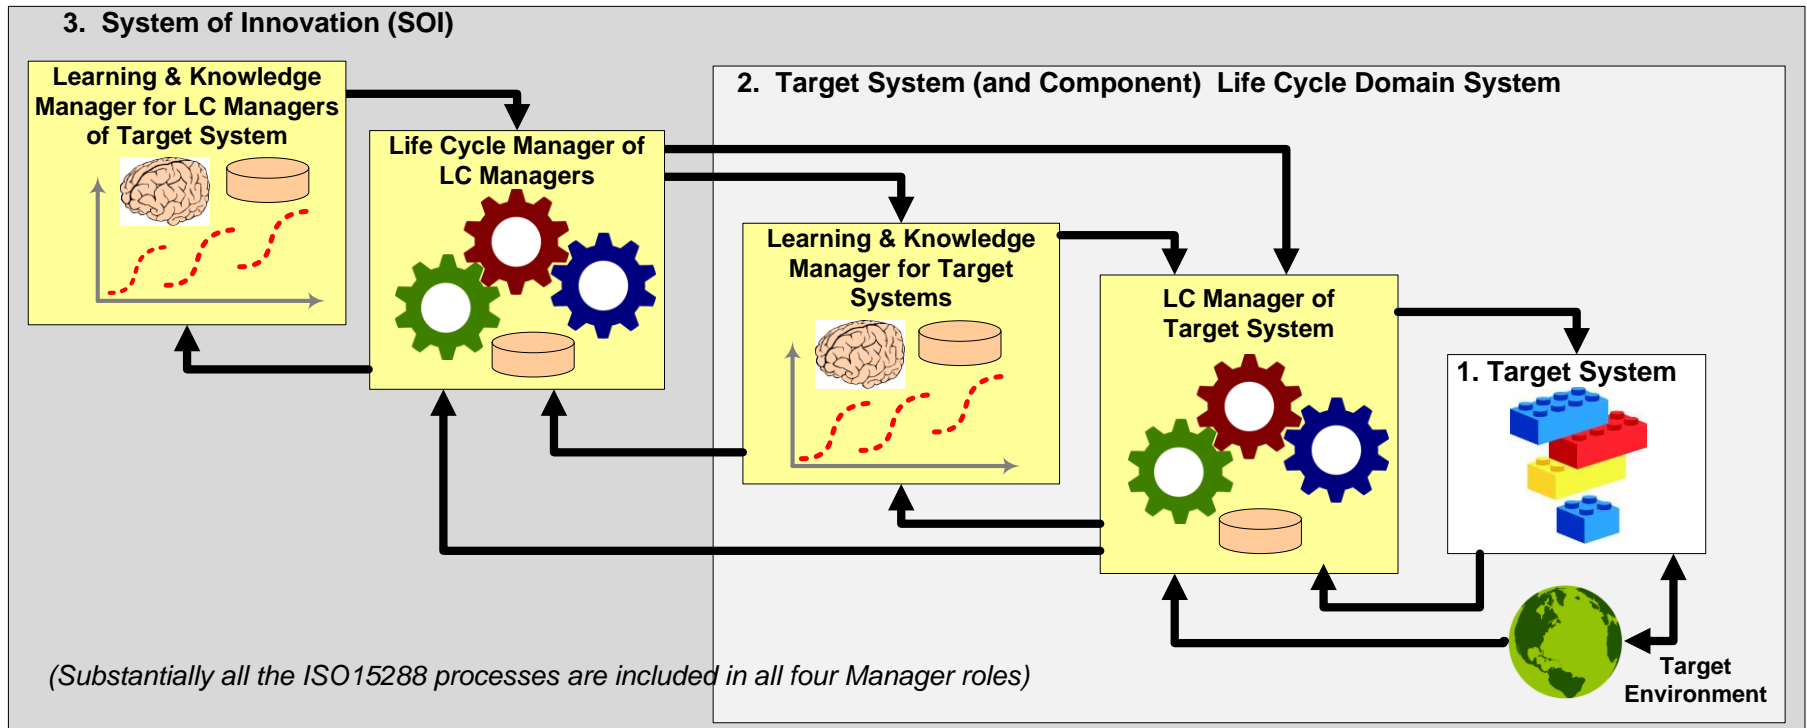 3. System of Innovation (SOI)
Learning & Knowledge
Manager for LC Managers
of Target System
2. Target System (and Component) Life Cycle Domain System
Life Cycle Manager of
LC Managers
Learning & Knowledge
Manager for Target
Systems
LC Manager of
Target System
1. Target System
Target
Environment
(Substantially all the ISO15288 processes are included in all four Manager roles)